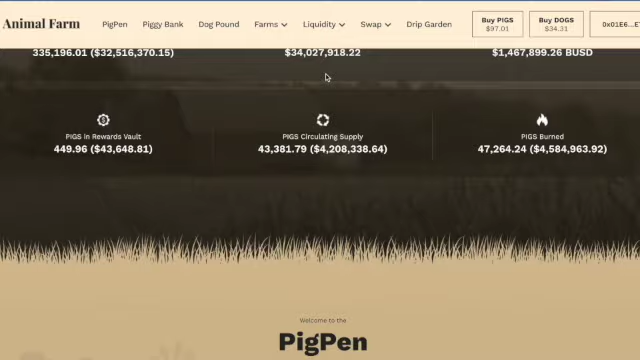 Animal Farm PigPen Piggy Bank Dog Pound Farms Liquidity Swap Drip Garden Buy PIGS $97.01 Buy DOGS $34.31 0x01E6...E
335,196.01 ($32,516,370.15) $34,027,918.22 $1,467,899.26 BUSD
PIGS in Rewards Vault PIGS Circulating Supply PIGS Burned
449.96 ($43,648.81) 43,381.79 ($4,208,338.64) 47,264.24 ($4,584,963.92)
Welcome to the
PigPen